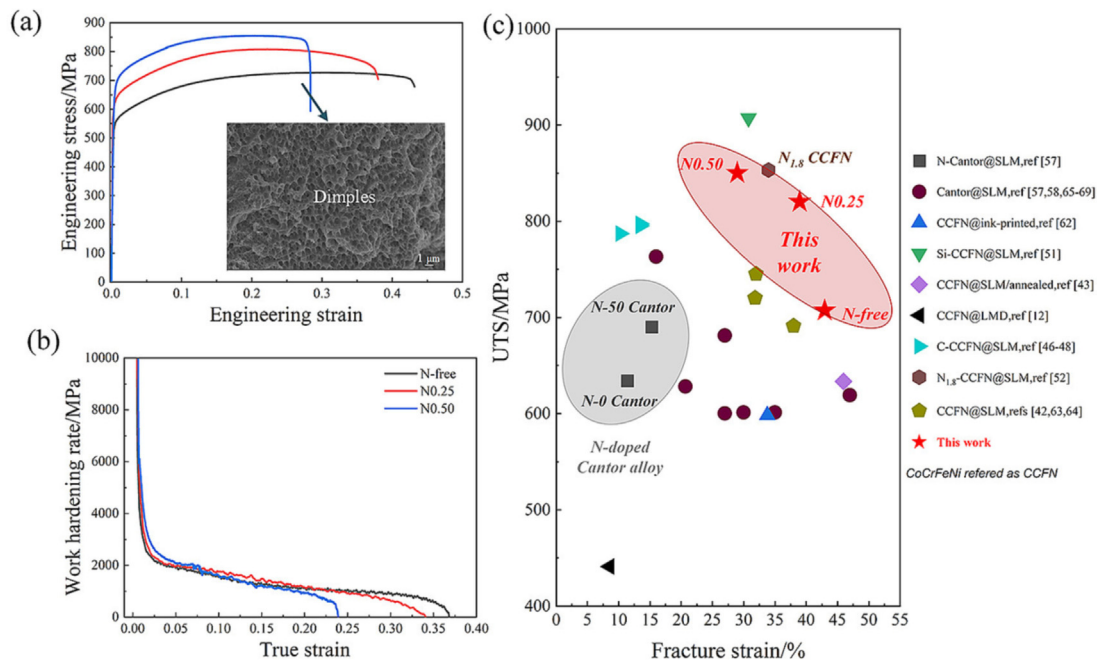 (a)
900
800
700
600
500
400
300
200
100
0
Engineering stress/MPa
Dimples
1 μm
0.0 0.1 0.2 0.3 0.4 0.5
Engineering strain
(b)
10000
8000
6000
4000
2000
0
Work hardening rate/MPa
N-free
N0.25
N0.50
0.00 0.05 0.10 0.15 0.20 0.25 0.30 0.35 0.40
True strain
(c)
1000
900
800
700
600
500
400
UTS/MPa
N0.50
N1.8 CCFN
N0.25
This
work
N-free
N-50 Cantor
N-0 Cantor
N-doped
Cantor alloy
0 5 10 15 20 25 30 35 40 45 50 55
Fracture strain/%
N-Cantor@SLM,ref [57]
Cantor@SLM,ref [57,58,65-69]
CCFN@ink-printed,ref [62]
Si-CCFN@SLM,ref [51]
CCFN@SLM/annealed,ref [43]
CCFN@LMD,ref [12]
C-CCFN@SLM,ref [46-48]
N1.8-CCFN@SLM,ref [52]
CCFN@SLM,refs [42,63,64]
This work
CoCrFeNi refered as CCFN